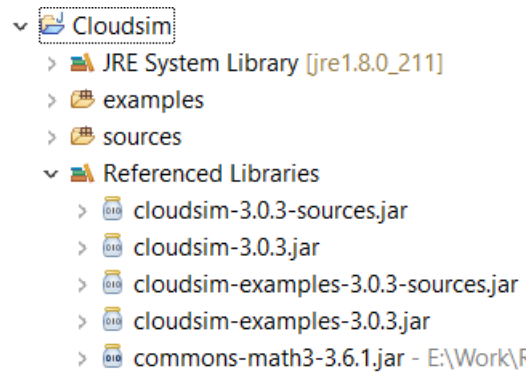 Cloudsim
JRE System Library [jre1.8.0_211]
examples
sources
Referenced Libraries
cloudsim-3.0.3-sources.jar
cloudsim-3.0.3.jar
cloudsim-examples-3.0.3-sources.jar
cloudsim-examples-3.0.3.jar
commons-math3-3.6.1.jar - E:\Work\